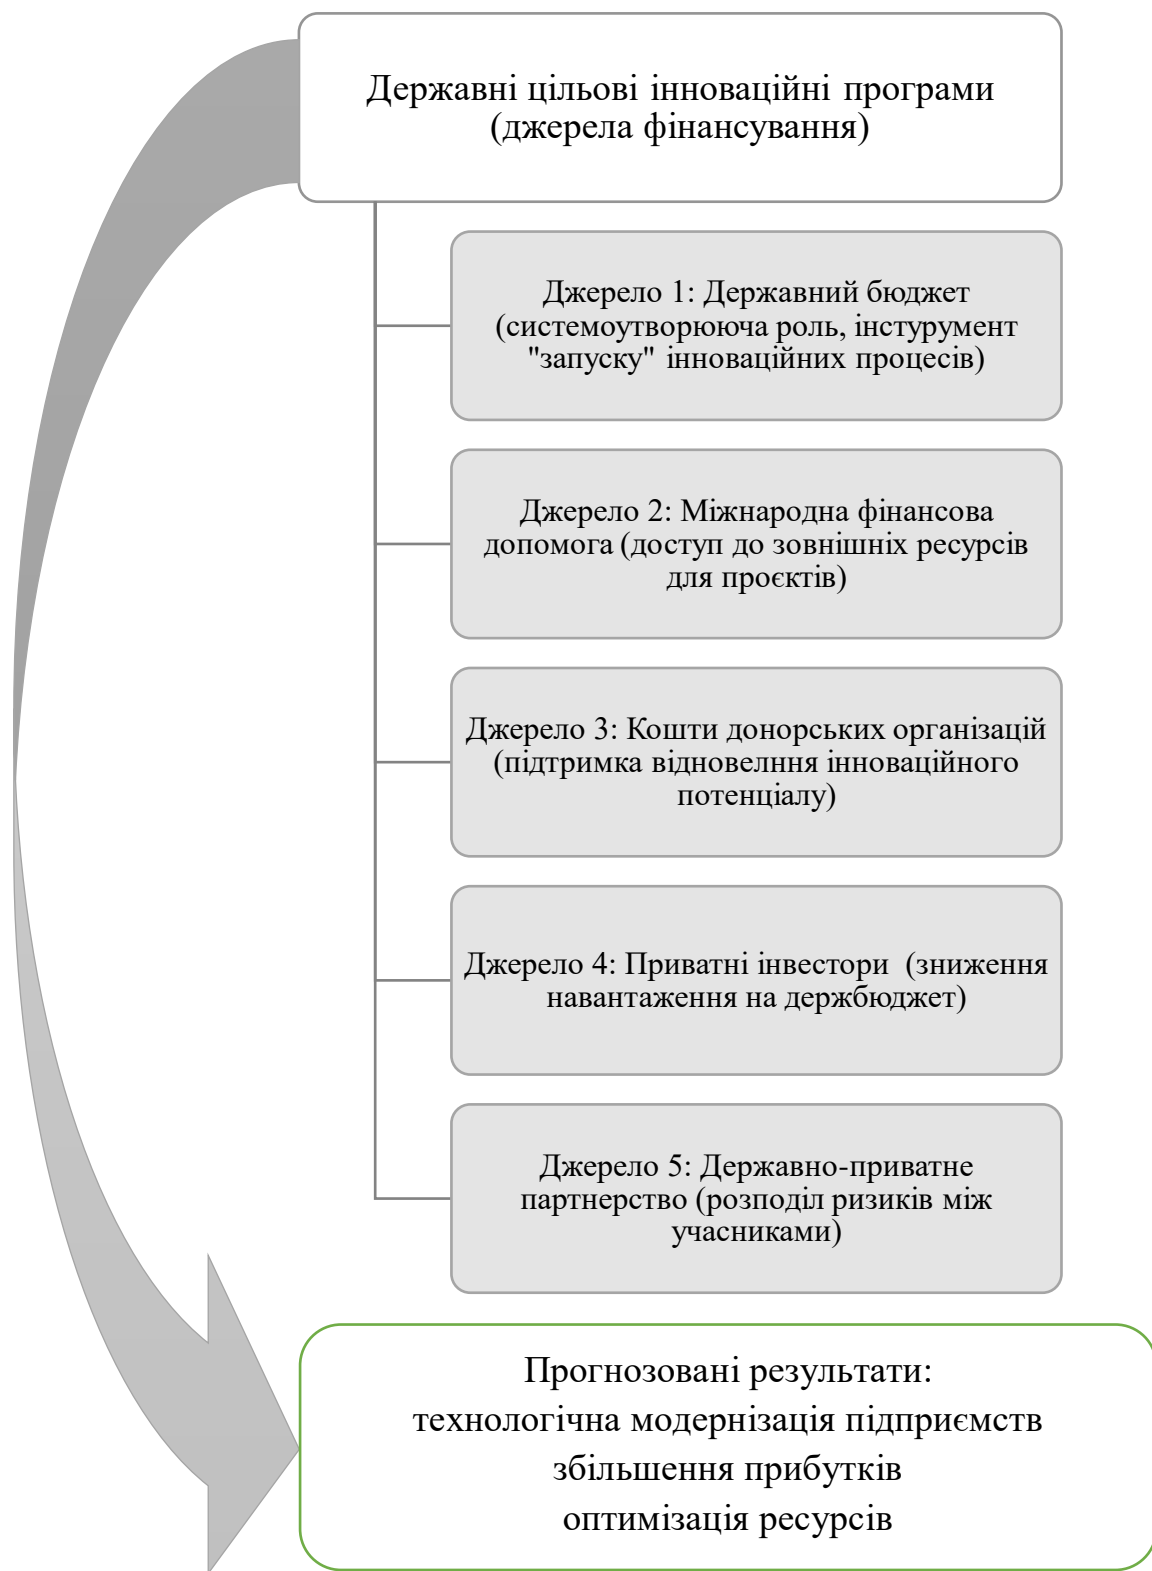 Державні цільові інноваційні програми
(джерела фінансування)
Джерело 1: Державний бюджет
(системоутворююча роль, інстурумент
"запуску" інноваційних процесів)
Джерело 2: Міжнародна фінансова
допомога (доступ до зовнішніх ресурсів
для проєктів)
Джерело 3: Кошти донорських організацій
(підтримка відновелння інноваційного
потенціалу)
Джерело 4: Приватні інвестори  (зниження
навантаження на держбюджет)
Джерело 5: Державно-приватне
партнерство (розподіл ризиків між
учасниками)
Прогнозовані результати:
технологічна модернізація підприємств
збільшення прибутків
оптимізація ресурсів